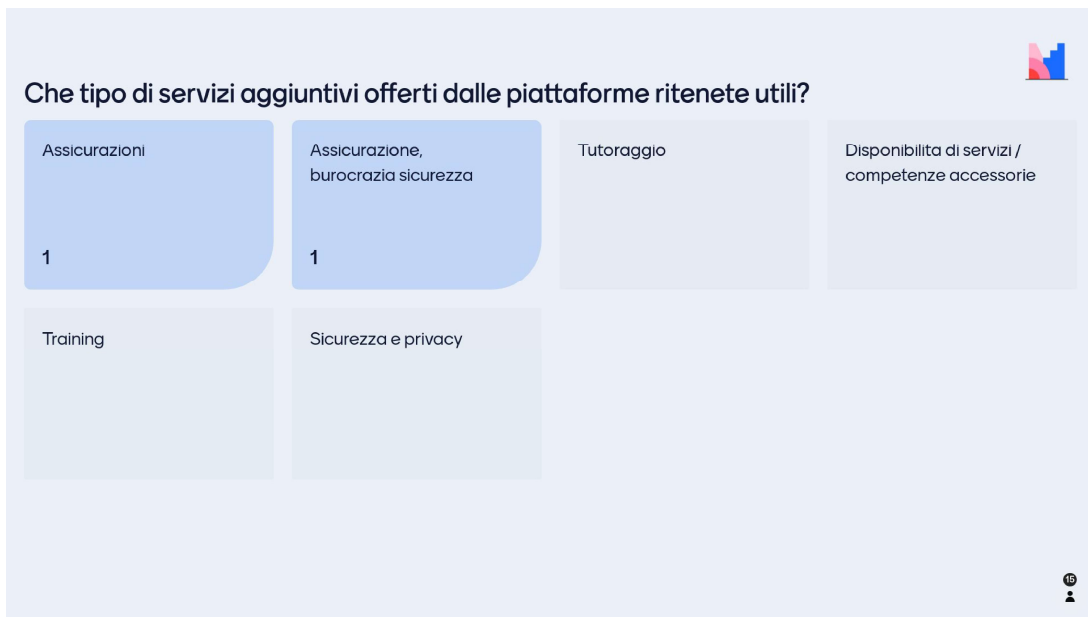 Che tipo di servizi aggiuntivi offerti dalle piattaforme ritenete utili?
Assicurazioni
1
Assicurazione,
burocrazia sicurezza
1
Tutoraggio
Disponibilita di servizi /
competenze accessorie
Training
Sicurezza e privacy
15